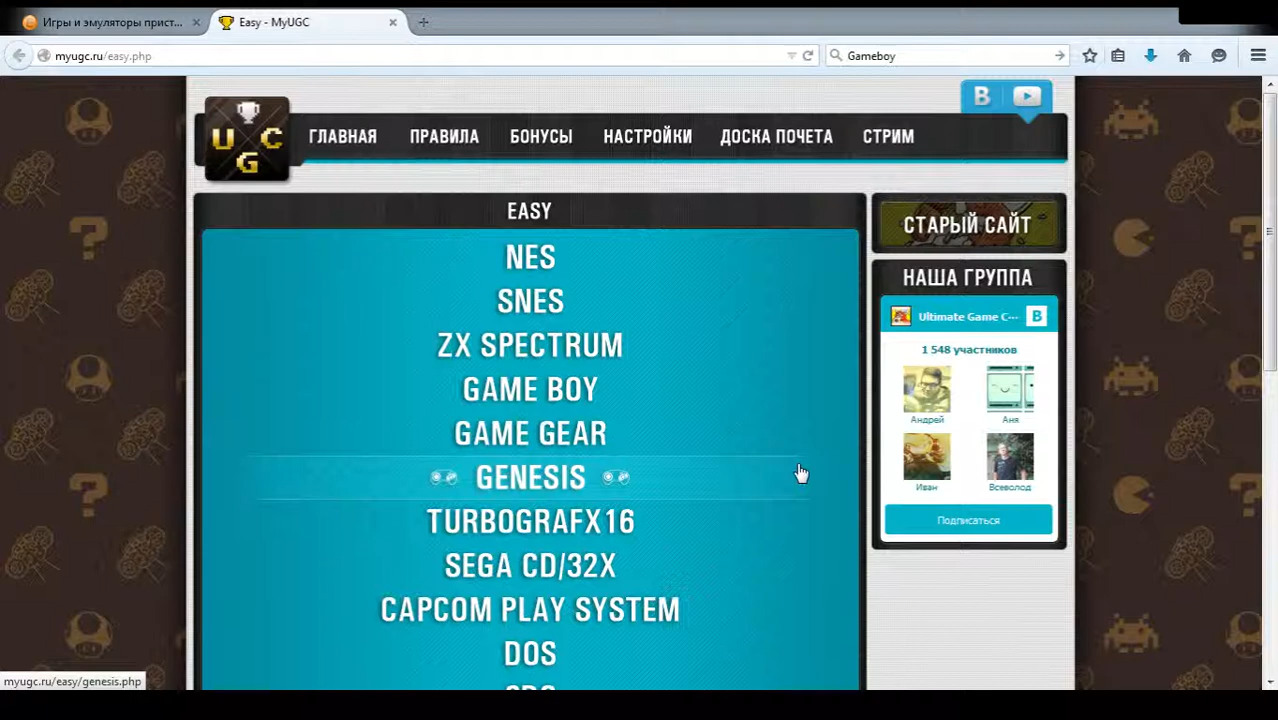 Игры и эмуляторы прист...
Easy - MyUGC
myugc.ru/easy.php
Gameboy
U C G
ГЛАВНАЯ
ПРАВИЛА
БОНУСЫ
НАСТРОЙКИ
ДОСКА ПОЧЕТА
СТРИМ
B
EASY
NES
SNES
ZX SPECTRUM
GAME BOY
GAME GEAR
GENESIS
TURBOGRAFX16
SEGA CD/32X
CAPCOM PLAY SYSTEM
DOS
СТАРЫЙ САЙТ
НАША ГРУППА
Ultimate Game C...
B
1 548 участников
Андрей
Аня
Иван
Всеволод
Подписаться
myugc.ru/easy/genesis.php